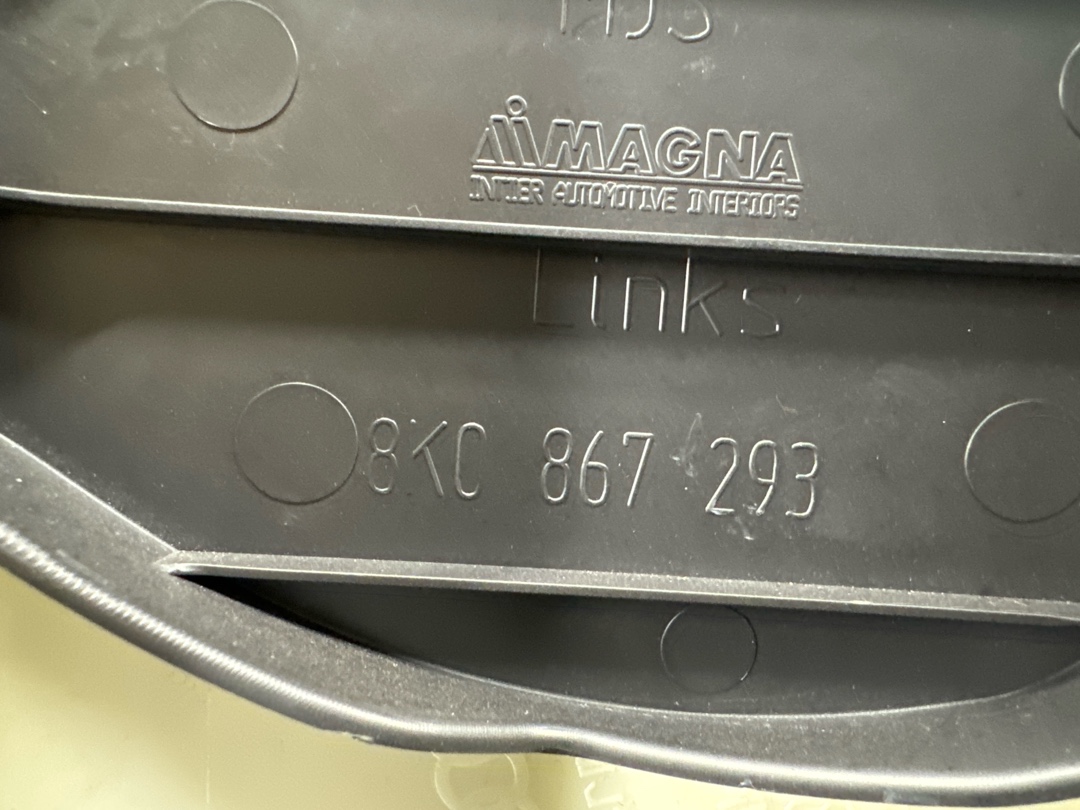 MAGNA
INTIER AUTOMOTIVE INTERIORS
Links
8KC 867 293